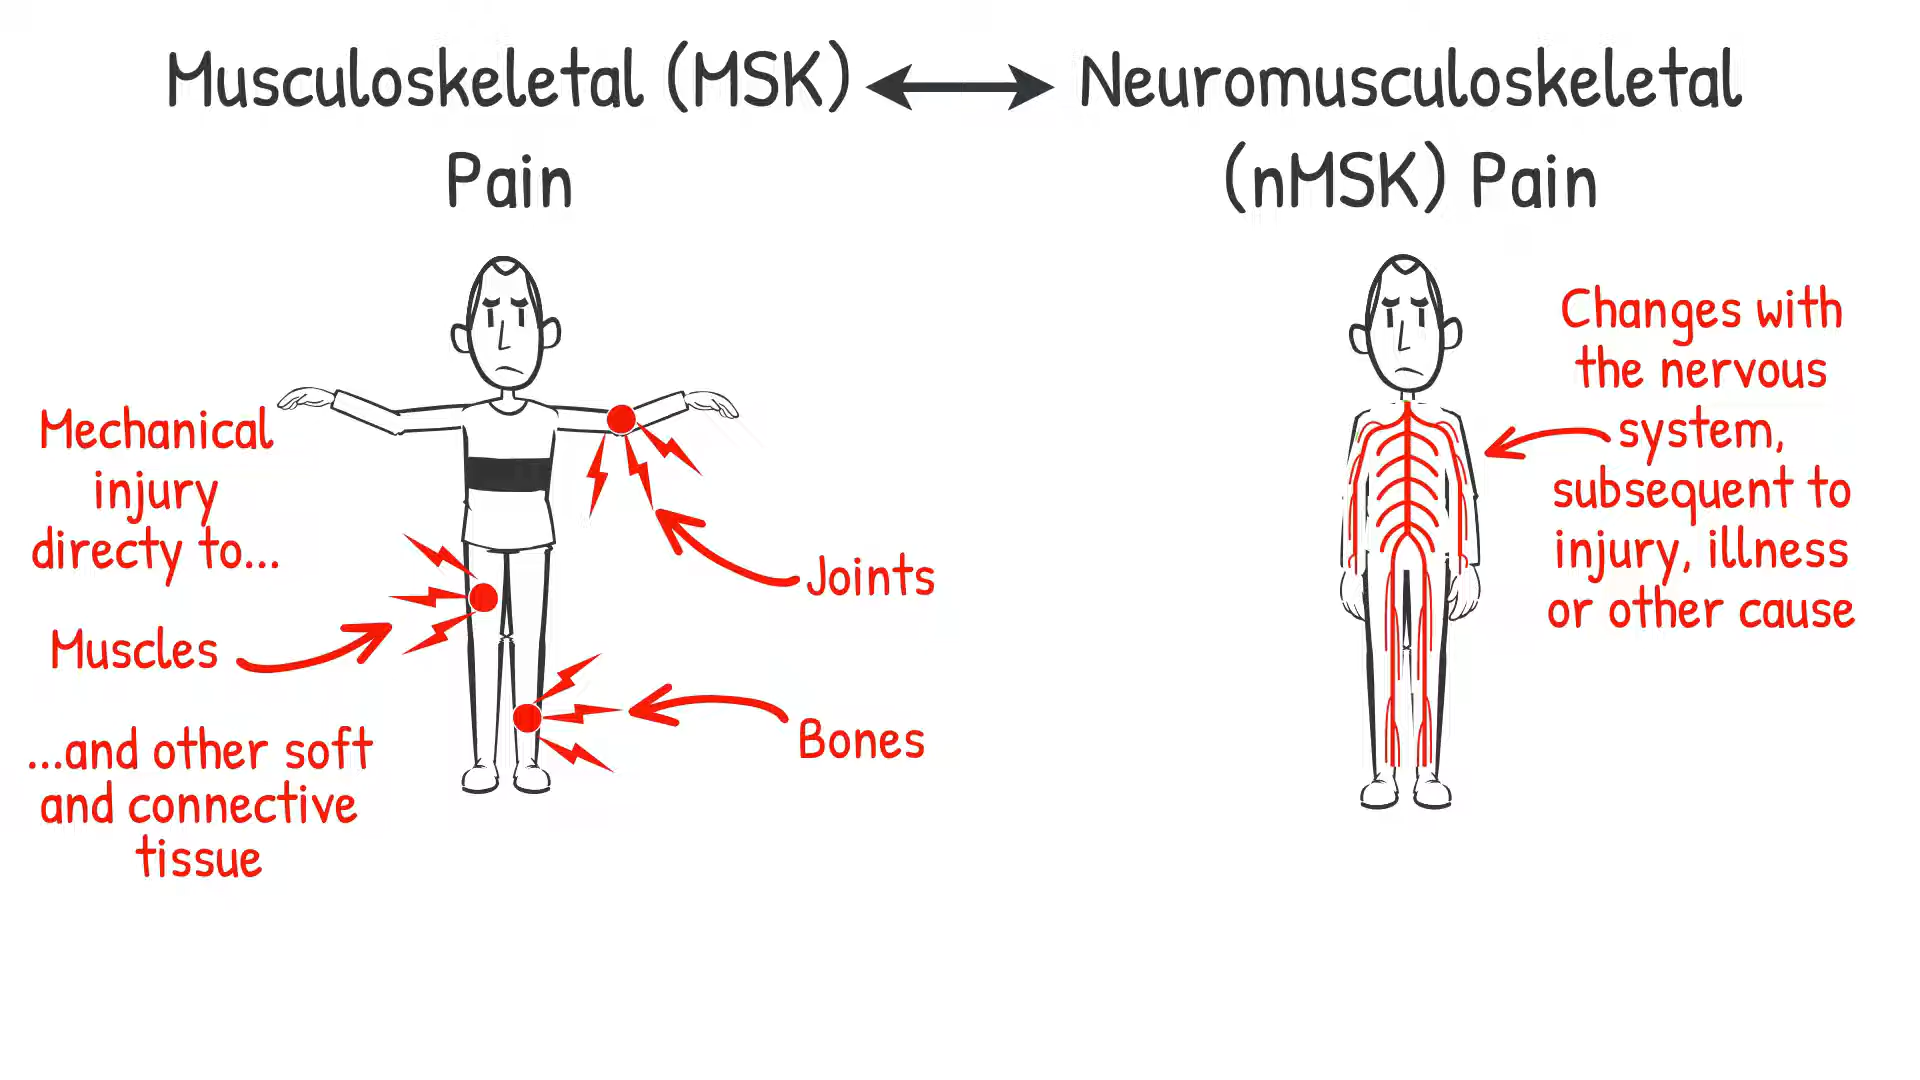 Musculoskeletal (MSK)
Pain
Neuromusculoskeletal
(nMSK) Pain
Mechanical
injury
directy to...
Muscles
...and other soft
and connective
tissue
Joints
Bones
Changes with
the nervous
system,
subsequent to
injury, illness
or other cause